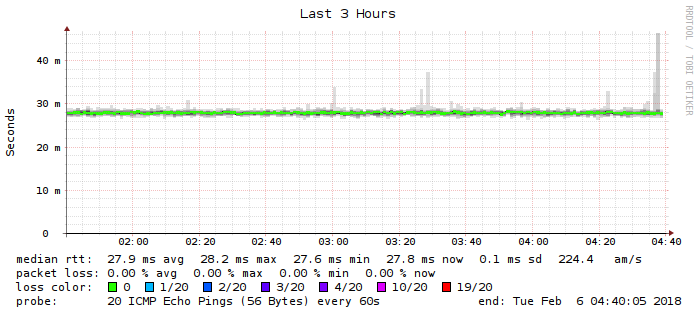 Last 3 Hours
RRDTOOL / TOBI OETIKER
Seconds
40 m
30 m
20 m
10 m
0
02:00 02:20 02:40 03:00 03:20 03:40 04:00 04:20 04:40
median rtt: 27.9 ms avg 28.2 ms max 27.6 ms min 27.8 ms now 0.1 ms sd 224.4 am/s
packet loss: 0.00 % avg 0.00 % max 0.00 % min 0.00 % now
loss color: 0 1/20 2/20 3/20 4/20 10/20 19/20
probe: 20 ICMP Echo Pings (56 Bytes) every 60s end: Tue Feb 6 04:40:05 2018